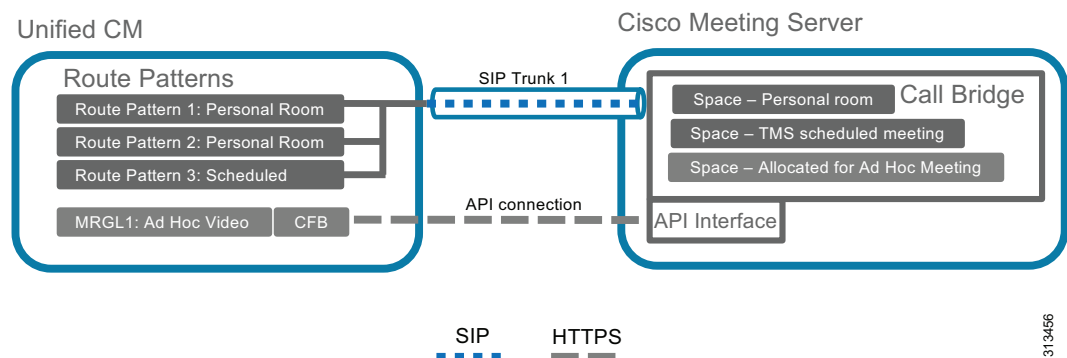 Unified CM
Cisco Meeting Server
Route Patterns
Route Pattern 1: Personal Room
Route Pattern 2: Personal Room
Route Pattern 3: Scheduled
MRGL1: Ad Hoc Video
CFB
SIP Trunk 1
API connection
Call Bridge
Space – Personal room
Space – TMS scheduled meeting
Space – Allocated for Ad Hoc Meeting
API Interface
SIP
HTTPS
313456